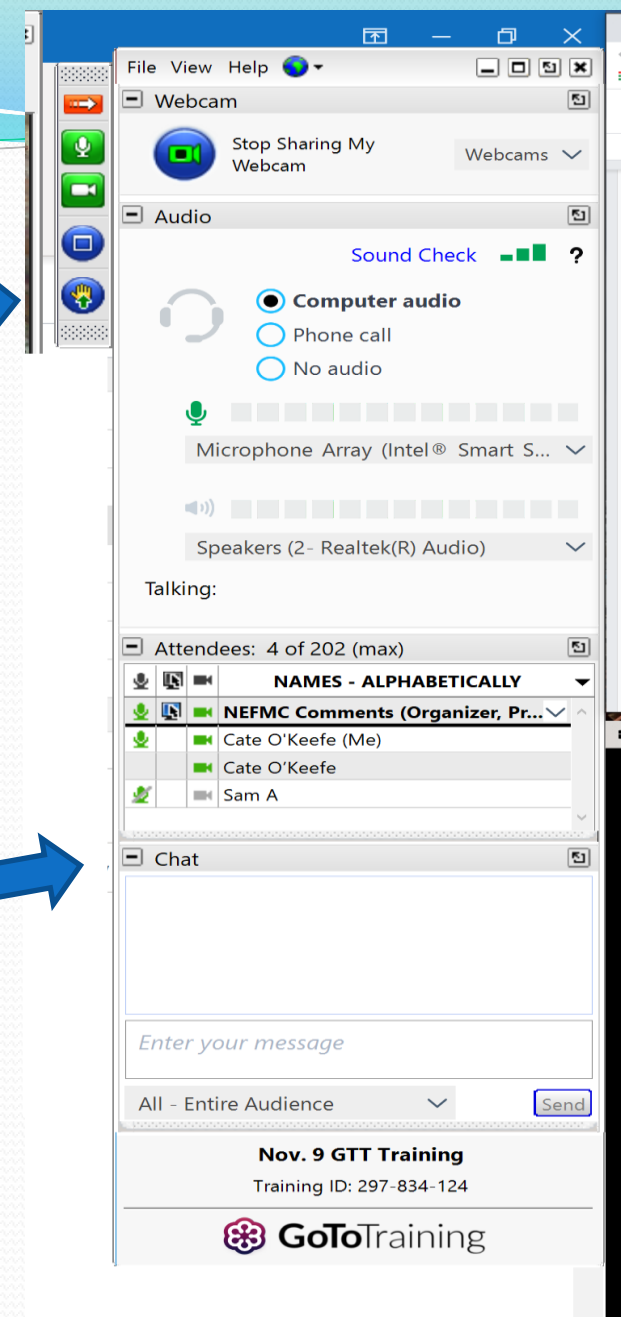 File View Help
Webcam
Stop Sharing My
Webcam
Webcams
Audio
Sound Check ?
Computer audio
Phone call
No audio
Microphone Array (Intel® Smart S...
Speakers (2- Realtek(R) Audio)
Talking:
Attendees: 4 of 202 (max)
NAMES - ALPHABETICALLY
NEFMC Comments (Organizer, Pr...
Cate O'Keefe (Me)
Cate O’Keefe
Sam A
Chat
Enter your message
All - Entire Audience
Send
Nov. 9 GTT Training
Training ID: 297-834-124
GoToTraining